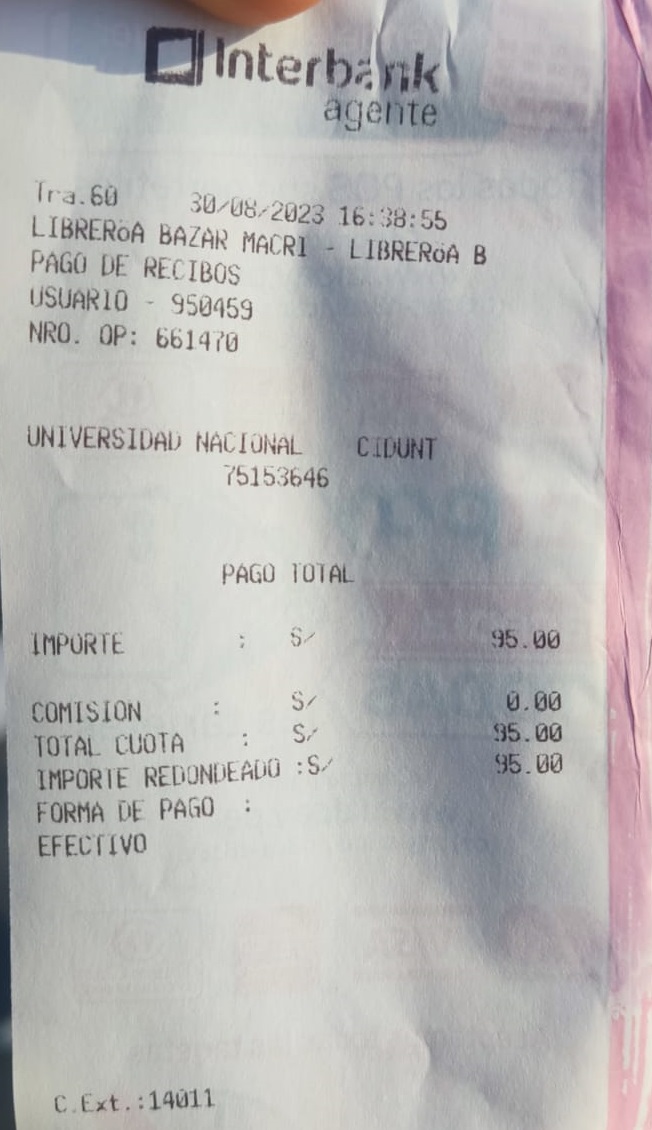 Interbank
agente
Tra.60 30/08/2023 16:38:55
LIBRERöA BAZAR MACRI - LIBRERöA B
PAGO DE RECIBOS
USUARIO - 950459
NRO. OP: 661470
UNIVERSIDAD NACIONAL CIDUNT
75153646
PAGO TOTAL
IMPORTE : S/ 95.00
COMISION : S/ 0.00
TOTAL CUOTA : S/ 95.00
IMPORTE REDONDEADO :S/ 95.00
FORMA DE PAGO :
EFECTIVO
C.Ext.:14011